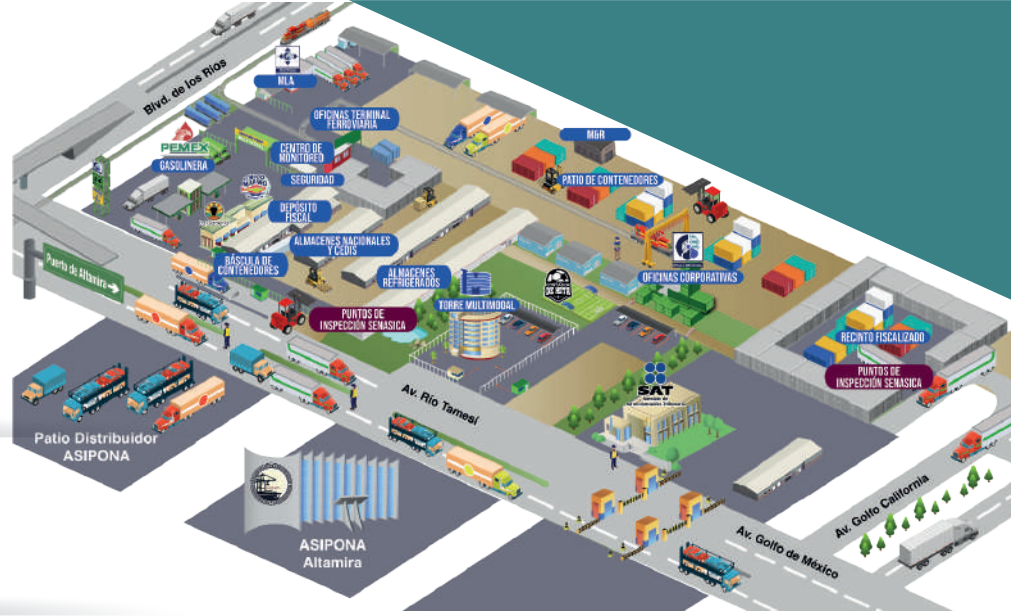 Blvd. de los Ríos
MLA
OFICINAS TERMINAL
FERROVIARIA
M&R
PEMEX
GASOLINERA
CENTRO DE
MONITOREO
SEGURIDAD
PATIO DE CONTENEDORES
DEPÓSITO
FISCAL
ALMACENES NACIONALES
Y CEDIS
BÁSCULA DE
CONTENEDORES
ALMACENES
REFRIGERADOS
OFICINAS CORPORATIVAS
Puerto de Altamira
TORRE MULTIMODAL
PUNTOS DE
INSPECCIÓN SENASICA
RECINTO FISCALIZADO
PUNTOS DE
INSPECCIÓN SENASICA
SAT
Av. Río Tamesí
Patio Distribuidor
ASIPONA
ASIPONA
Altamira
Av. Golfo California
Av. Golfo de México